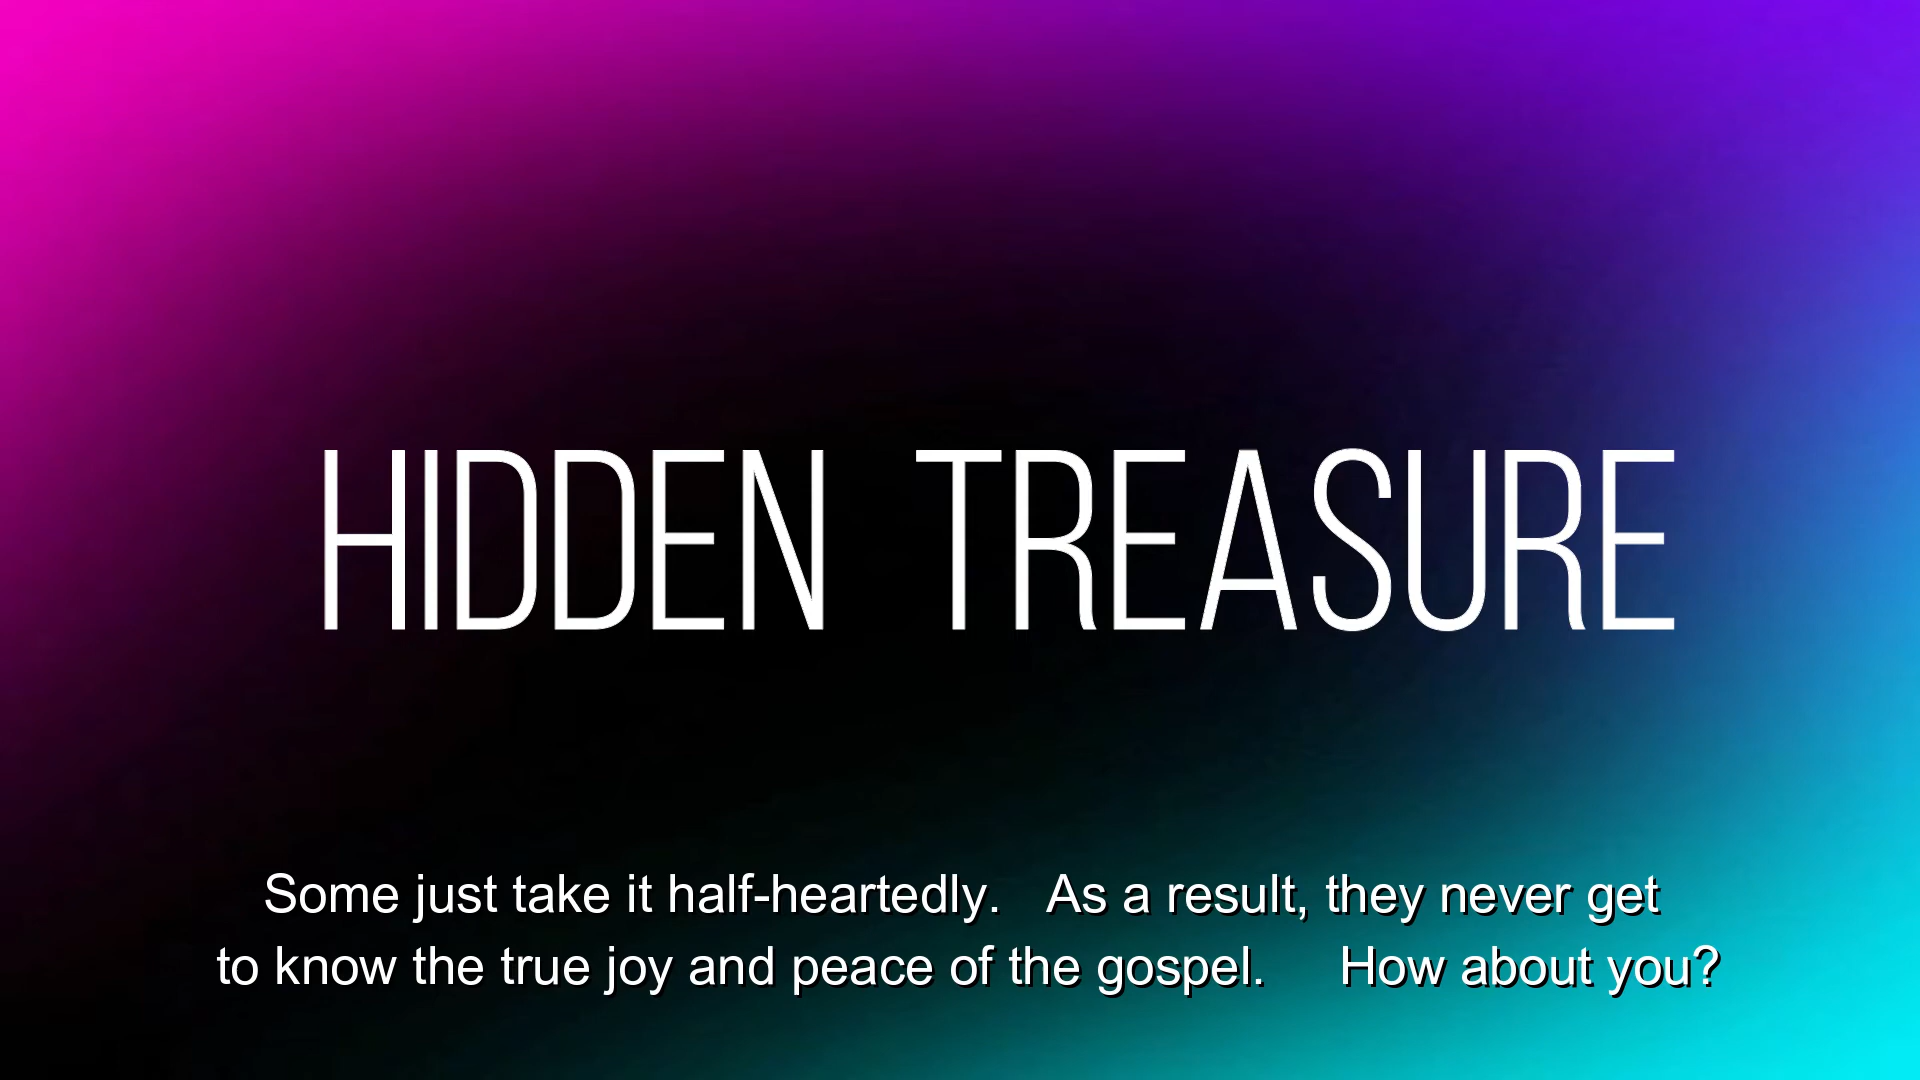 HIDDEN TREASURE
Some just take it half-heartedly. As a result, they never get
to know the true joy and peace of the gospel. How about you?